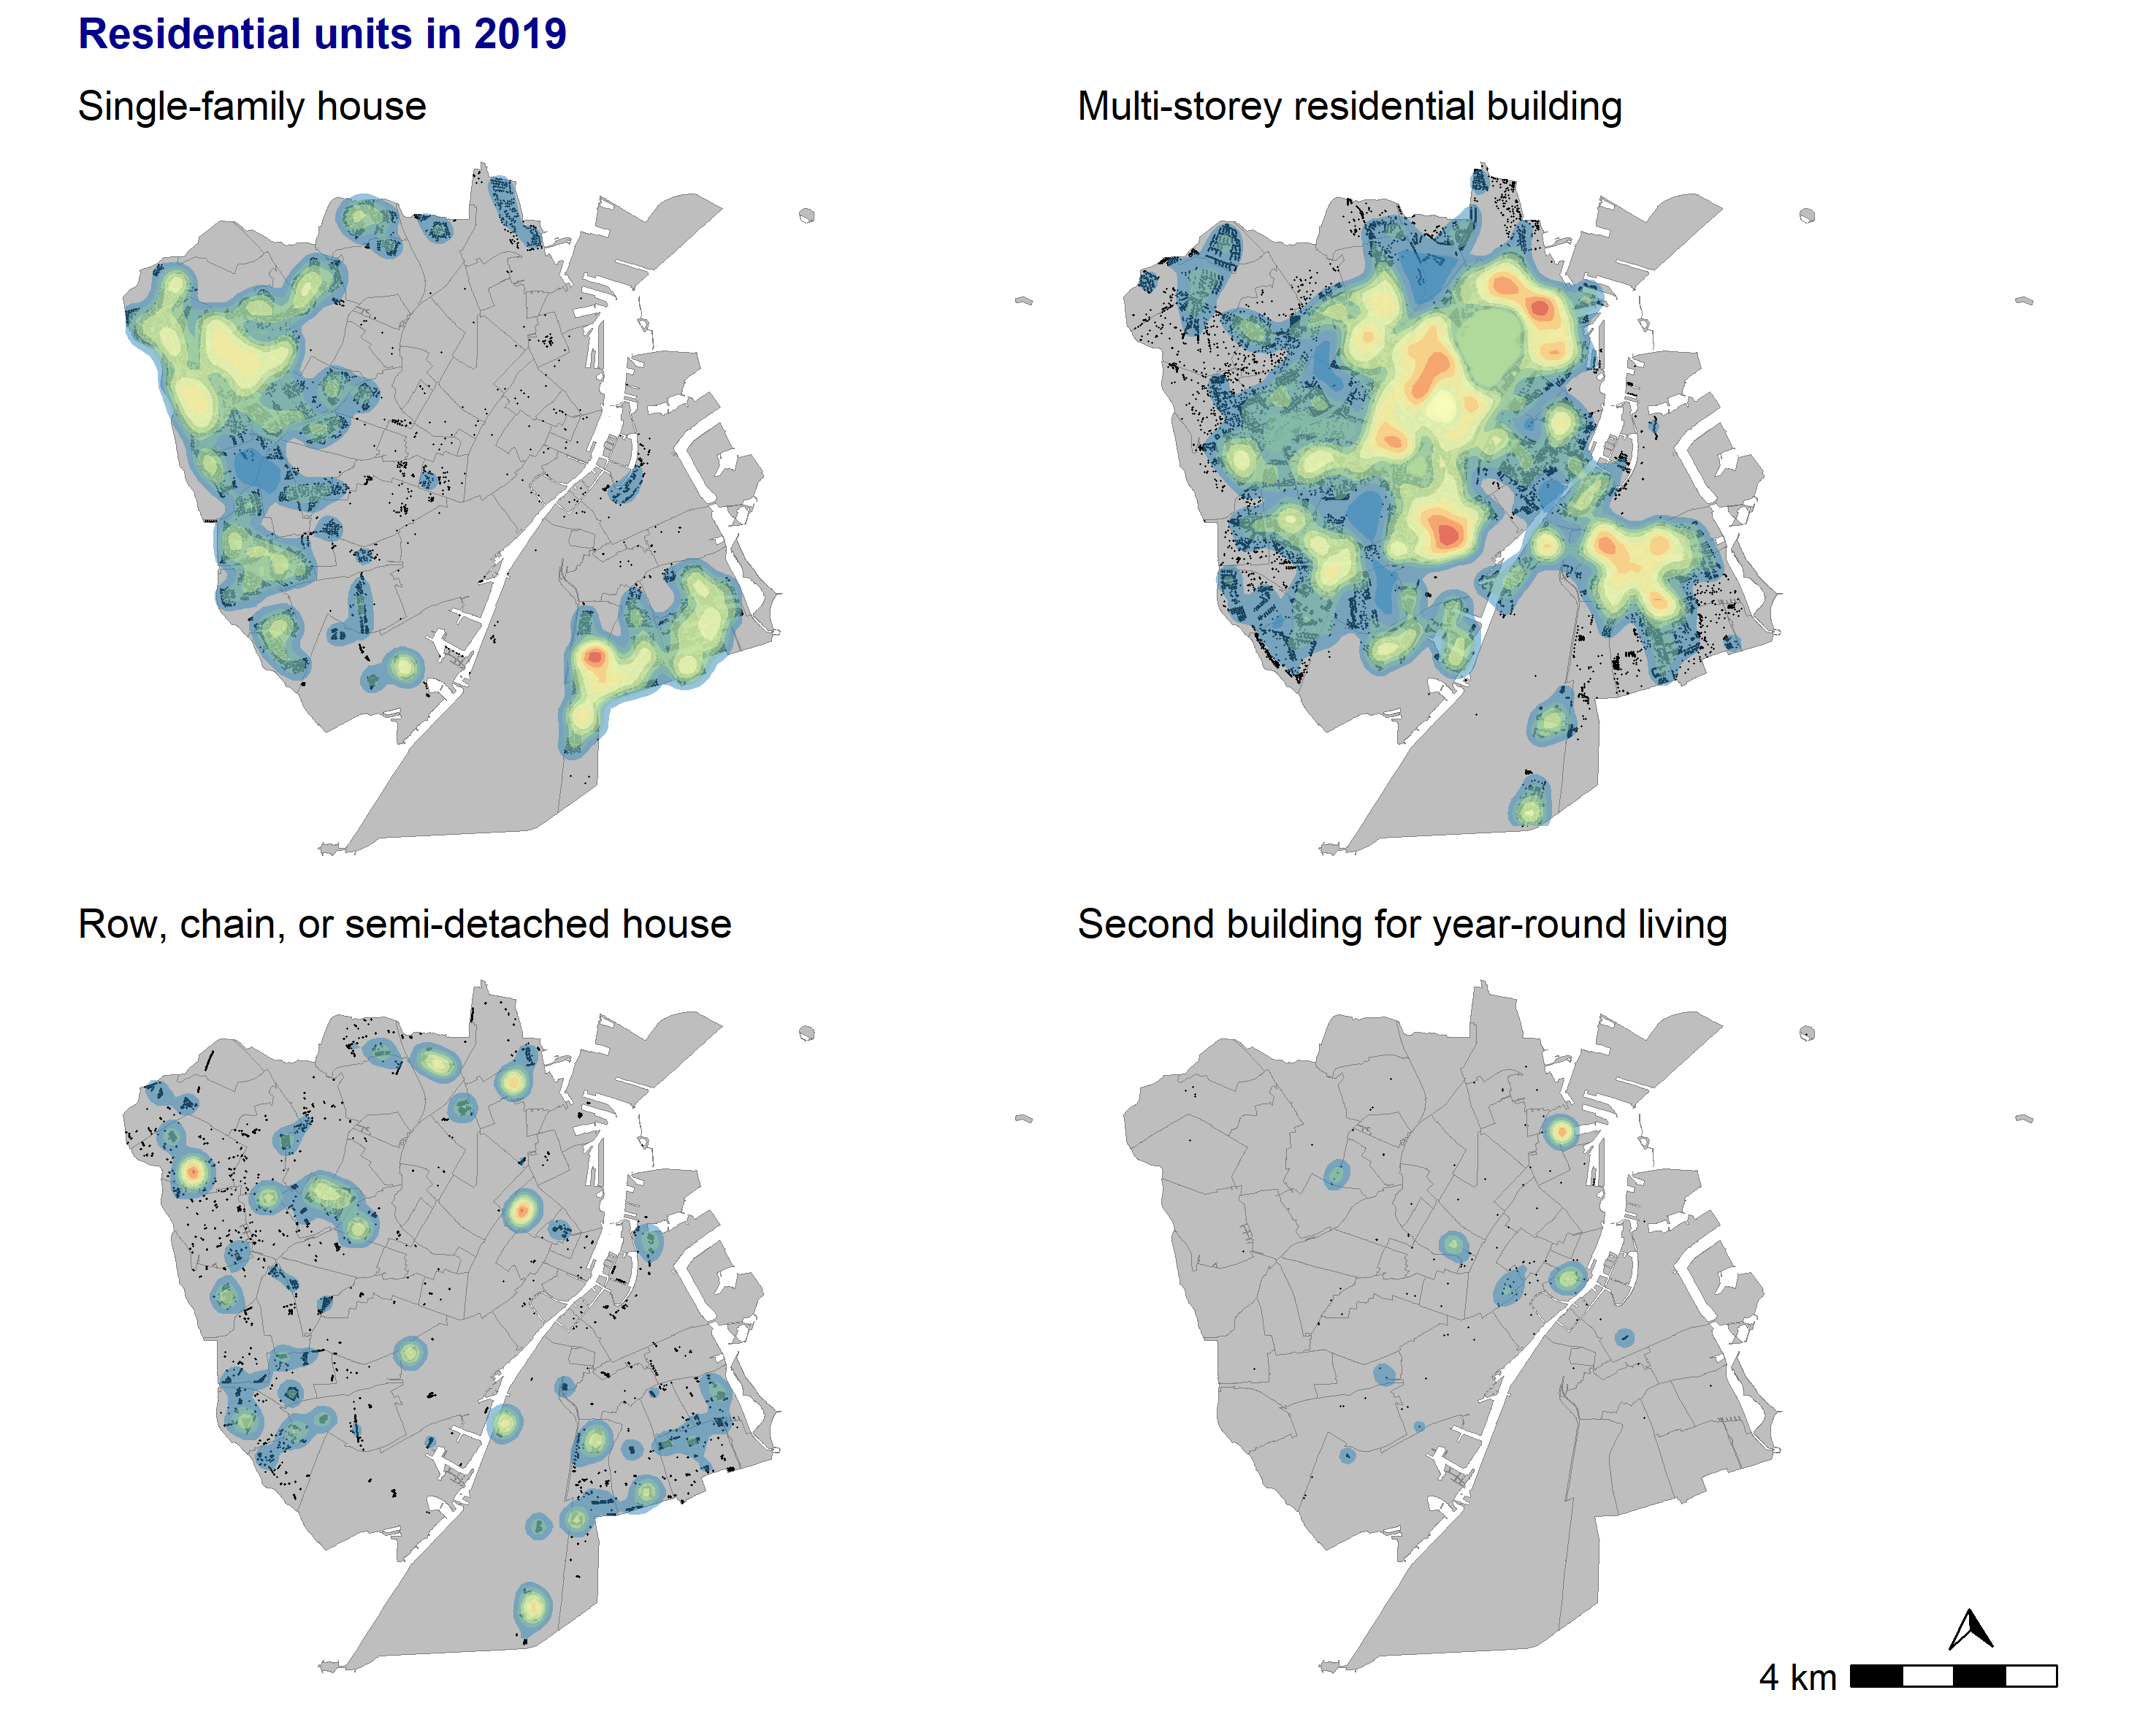 Residential units in 2019
Single-family house
Multi-storey residential building
Row, chain, or semi-detached house
Second building for year-round living
4 km